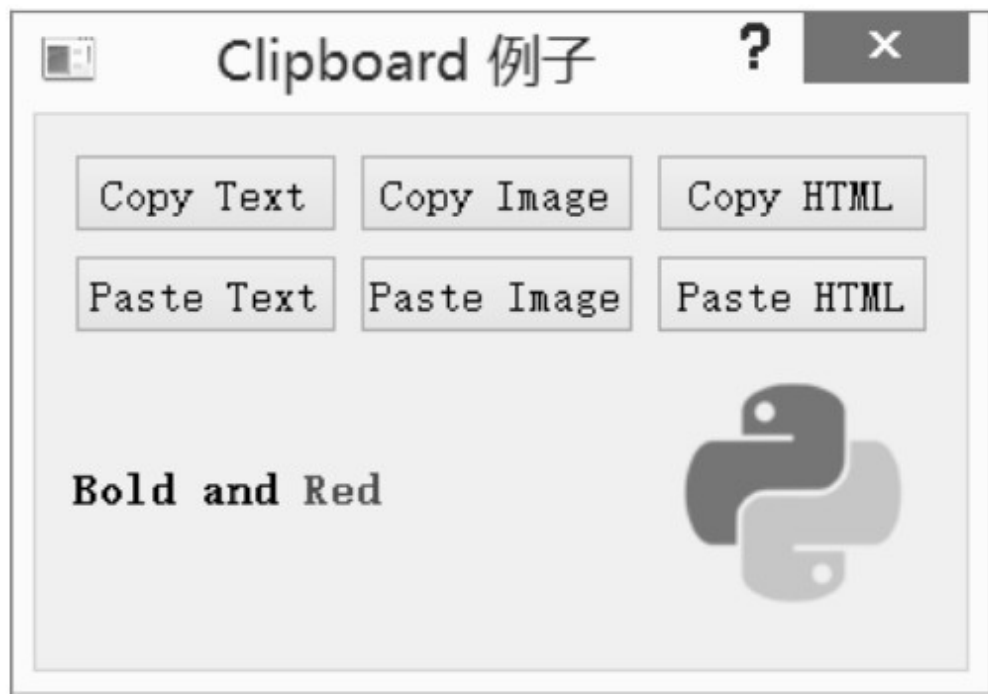 Clipboard 例子
Copy Text Copy Image Copy HTML
Paste Text Paste Image Paste HTML
Bold and Red